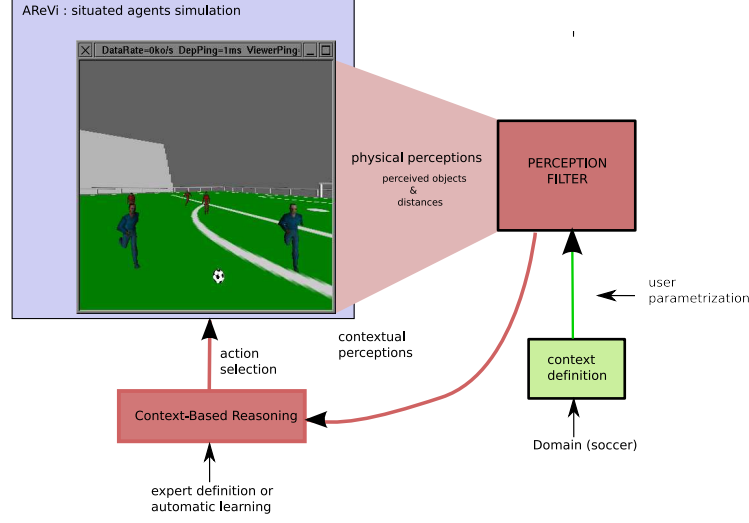 AReVi : situated agents simulation
DataRate=0ko/s DepPing=1ms ViewerPing
physical perceptions
perceived objects
&
distances
PERCEPTION
FILTER
user
parametrization
contextual
perceptions
action
selection
context
definition
Context-Based Reasoning
Domain (soccer)
expert definition or
automatic learning